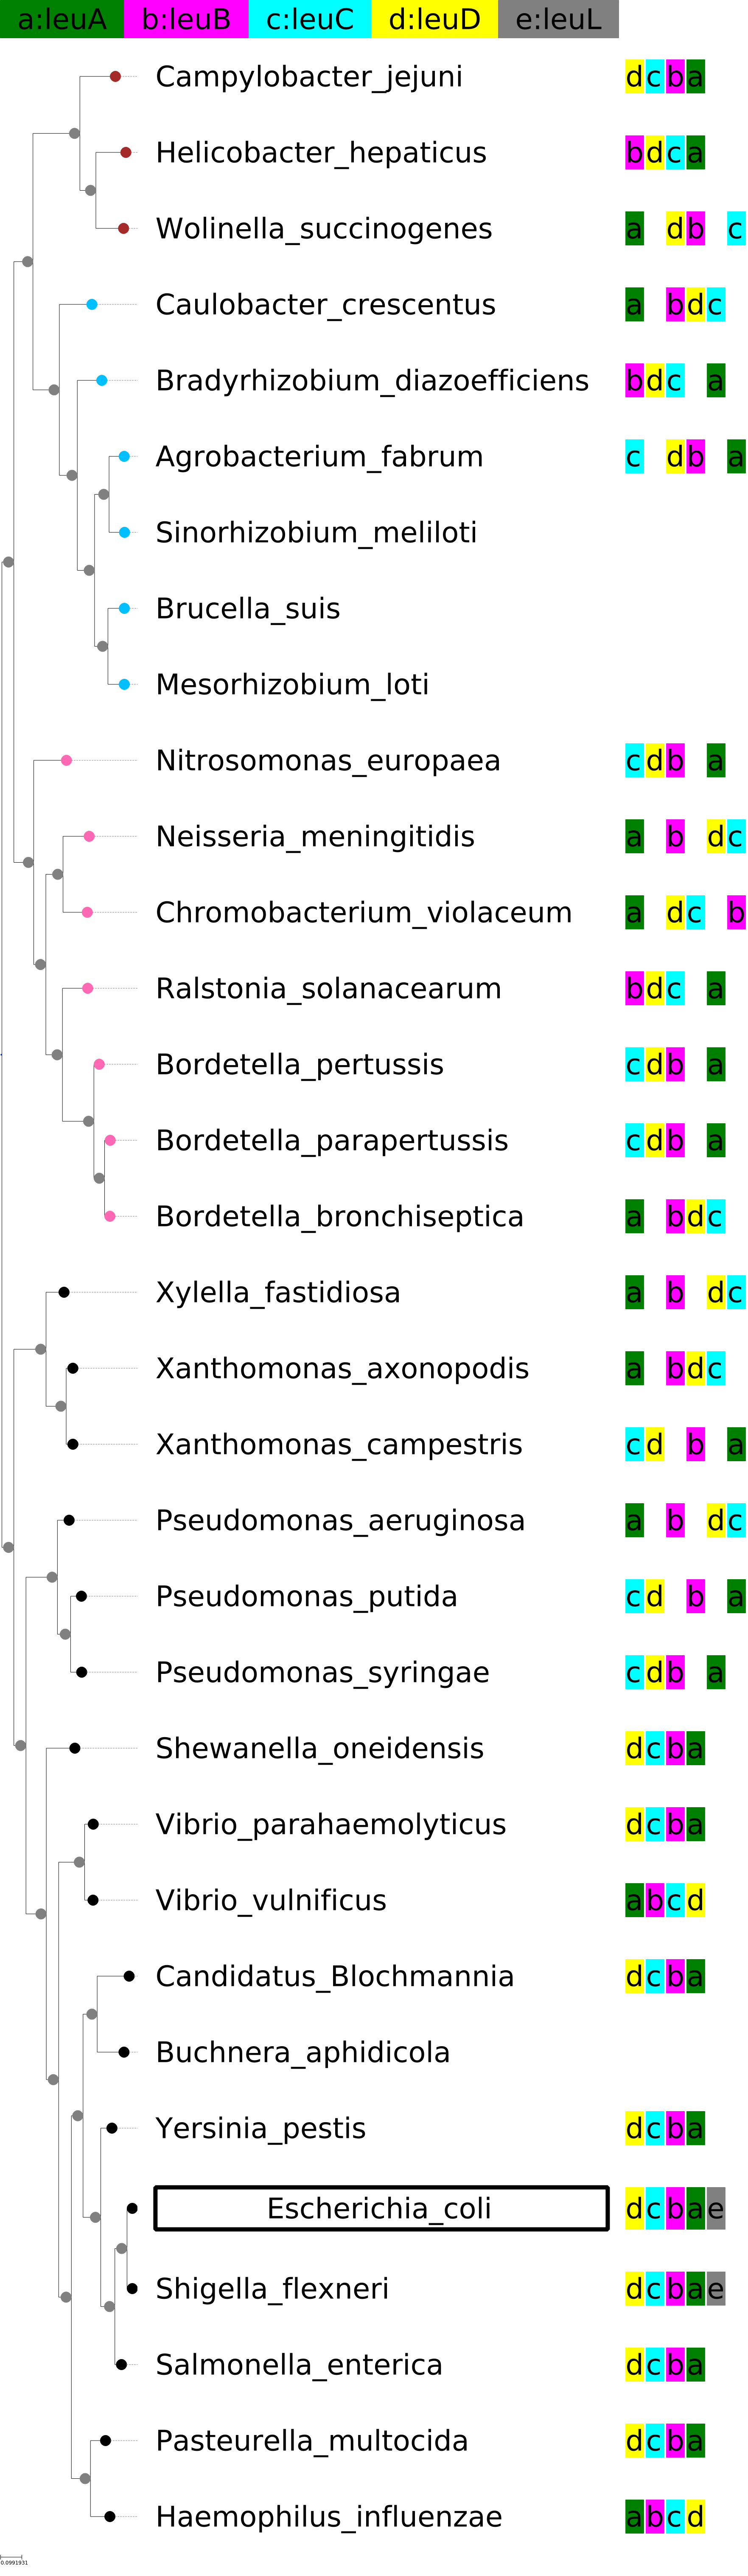 a:leuA b:leuB c:leuC d:leuD e:leuL
Campylobacter_jejuni dcba
Helicobacter_hepaticus bdca
Wolinella_succinogenes a db c
Caulobacter_crescentus a bdc
Bradyrhizobium_diazoefficiens bdc a
Agrobacterium_fabrum c db a
Sinorhizobium_meliloti
Brucella_suis
Mesorhizobium_loti
Nitrosomonas_europaea cdb a
Neisseria_meningitidis a b dc
Chromobacterium_violaceum a dc b
Ralstonia_solanacearum bdc a
Bordetella_pertussis cdb a
Bordetella_parapertussis cdb a
Bordetella_bronchiseptica a bdc
Xylella_fastidiosa a b dc
Xanthomonas_axonopodis a bdc
Xanthomonas_campestris cd b a
Pseudomonas_aeruginosa a b dc
Pseudomonas_putida cd b a
Pseudomonas_syringae cdb a
Shewanella_oneidensis dcba
Vibrio_parahaemolyticus dcba
Vibrio_vulnificus abcd
Candidatus_Blochmannia dcba
Buchnera_aphidicola
Yersinia_pestis dcba
Escherichia_coli dcbae
Shigella_flexneri dcbae
Salmonella_enterica dcba
Pasteurella_multocida dcba
Haemophilus_influenzae abcd
0.0991931